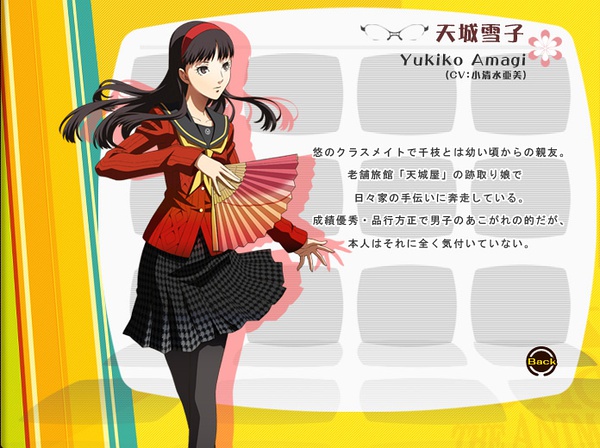 天城雪子
Yukiko Amagi
(CV:小清水亜美)
悠のクラスメイトで千枝とは幼い頃からの親友。
老舗旅館「天城屋」の跡取り娘で
日々家の手伝いに奔走している。
成績優秀・品行方正で男子のあこがれの的だが、
本人はそれに全く気付いていない。
Back
THE ANIM